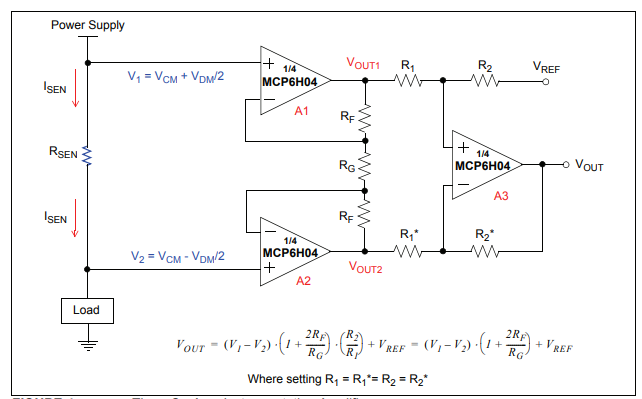 Power Supply
ISEN
V1 = VCM + VDM/2
1/4
MCP6H04
A1
VOUT1
R1
R2
VREF
RF
RSEN
RG
1/4
MCP6H04
A3
VOUT
ISEN
RF
V2 = VCM - VDM/2
1/4
MCP6H04
A2
VOUT2
R1*
R2*
Load
VOUT = (V1 – V2) · (1 + 2RF/RG) · (R2/R1) + VREF = (V1 – V2) · (1 + 2RF/RG) + VREF
Where setting R1 = R1*= R2 = R2*